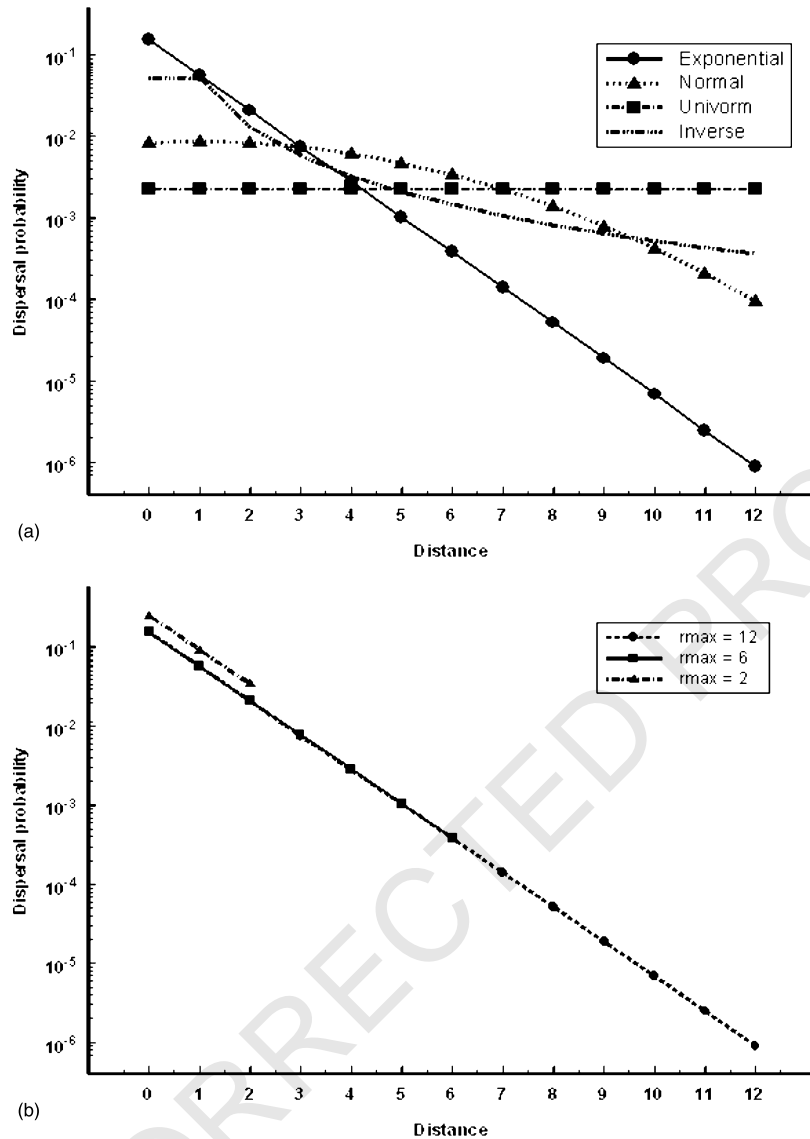 10-1
10-2
10-3
10-4
10-5
10-6
Dispersal probability
Exponential
Normal
Univorm
Inverse
0 1 2 3 4 5 6 7 8 9 10 11 12
(a)
Distance
10-1
10-2
10-3
10-4
10-5
10-6
Dispersal probability
rmax = 12
rmax = 6
rmax = 2
0 1 2 3 4 5 6 7 8 9 10 11 12
(b)
Distance
ORRECTED PRO